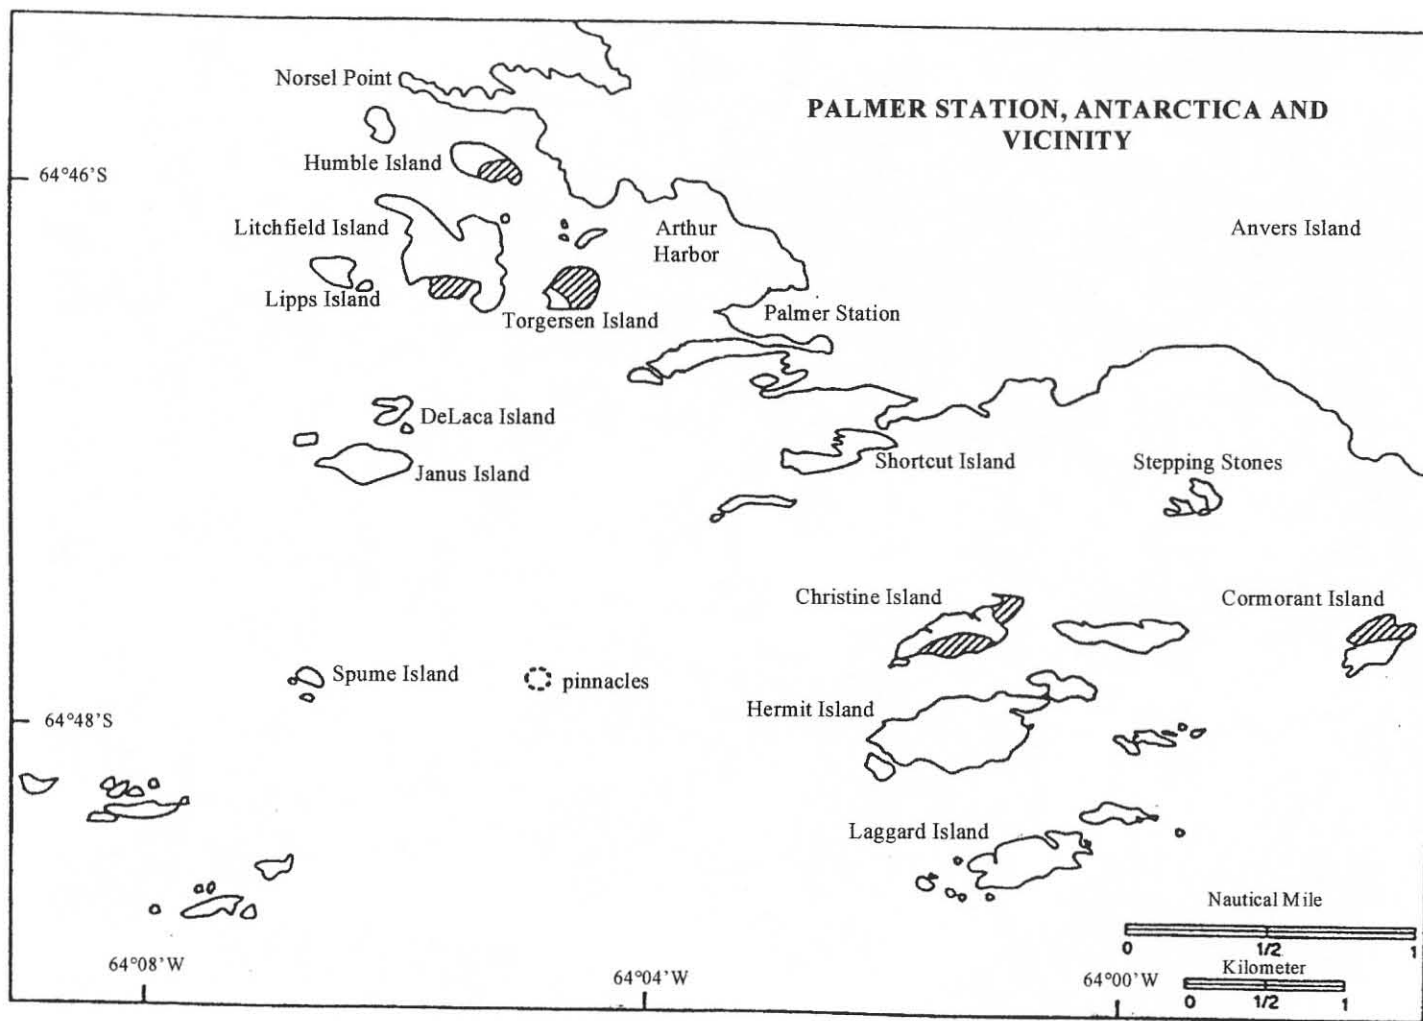 Norsel Point
PALMER STATION, ANTARCTICA AND
VICINITY
Humble Island
64°46'S
Litchfield Island
Arthur
Harbor
Anvers Island
Lipps Island
Torgersen Island
Palmer Station
DeLaca Island
Janus Island
Shortcut Island
Stepping Stones
Christine Island
Cormorant Island
Spume Island
pinnacles
64°48'S
Hermit Island
Laggard Island
Nautical Mile
0 1/2 1
64°08'W
64°04'W
64°00'W
Kilometer
0 1/2 1